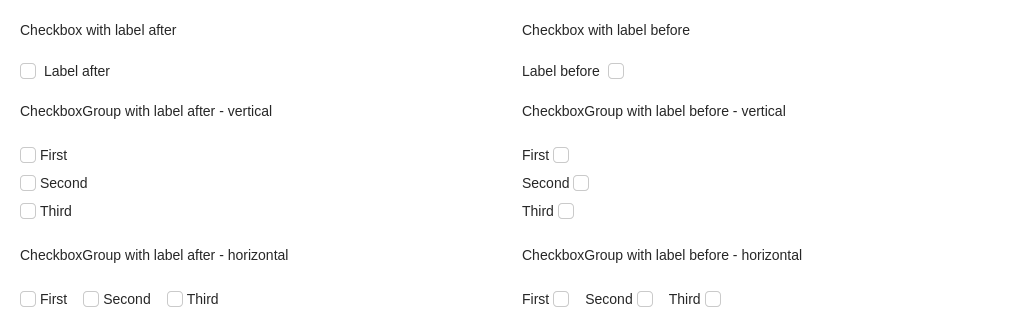 Checkbox with label after
Label after
CheckboxGroup with label after - vertical
First
Second
Third
CheckboxGroup with label after - horizontal
First Second Third
Checkbox with label before
Label before
CheckboxGroup with label before - vertical
First
Second
Third
CheckboxGroup with label before - horizontal
First Second Third